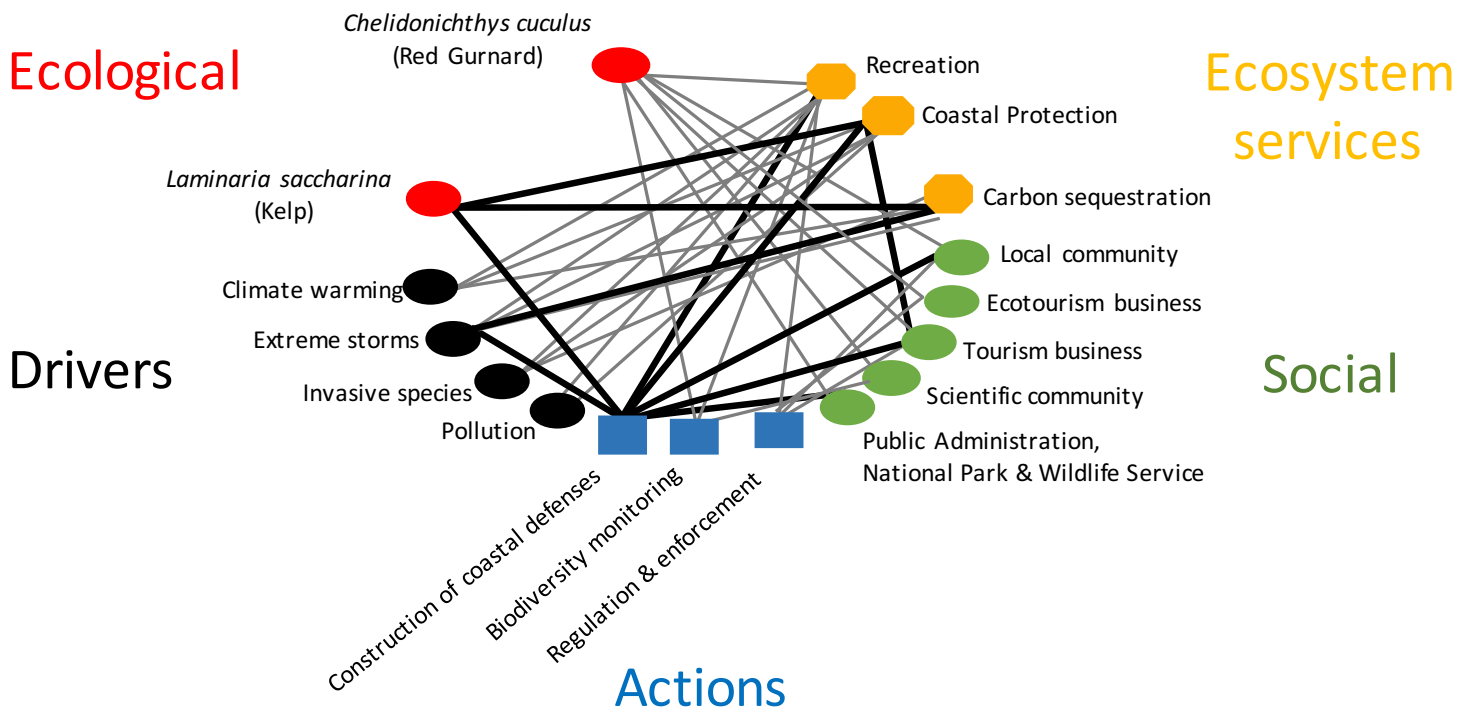 Chelidonichthys cuculus
(Red Gurnard)
Ecological
Recreation
Ecosystem
services
Coastal Protection
Laminaria saccharina
(Kelp)
Carbon sequestration
Local community
Climate warming
Ecotourism business
Extreme storms
Tourism business
Drivers
Social
Invasive species
Scientific community
Pollution
Public Administration,
National Park & Wildlife Service
Construction of coastal defenses
Biodiversity monitoring
Regulation & enforcement
Actions